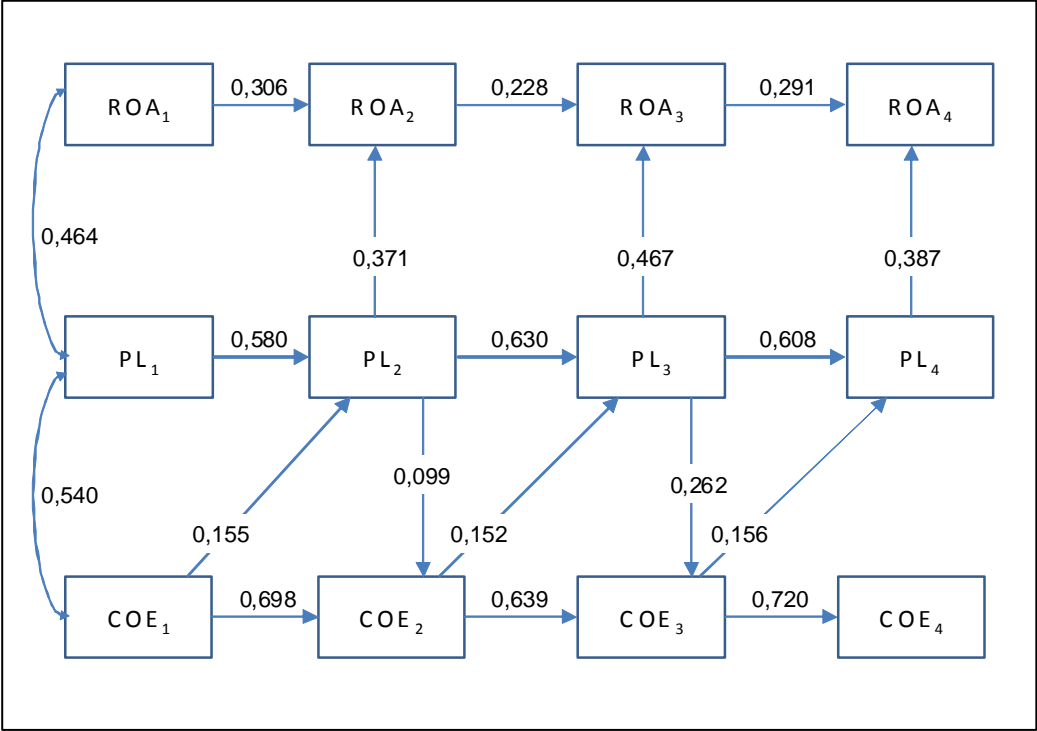 ROA₁ 0,306 ROA₂ 0,228 ROA₃ 0,291 ROA₄
0,464
0,371 0,467 0,387
PL₁ 0,580 PL₂ 0,630 PL₃ 0,608 PL₄
0,099 0,262
0,540
0,155 0,152 0,156
COE₁ 0,698 COE₂ 0,639 COE₃ 0,720 COE₄